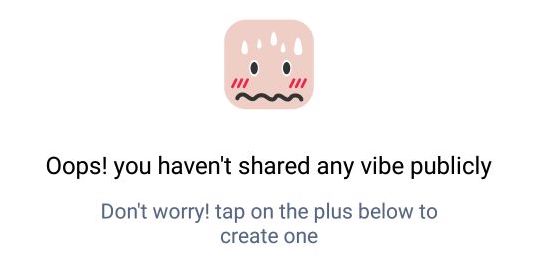 Oops! you haven't shared any vibe publicly
Don't worry! tap on the plus below to
create one